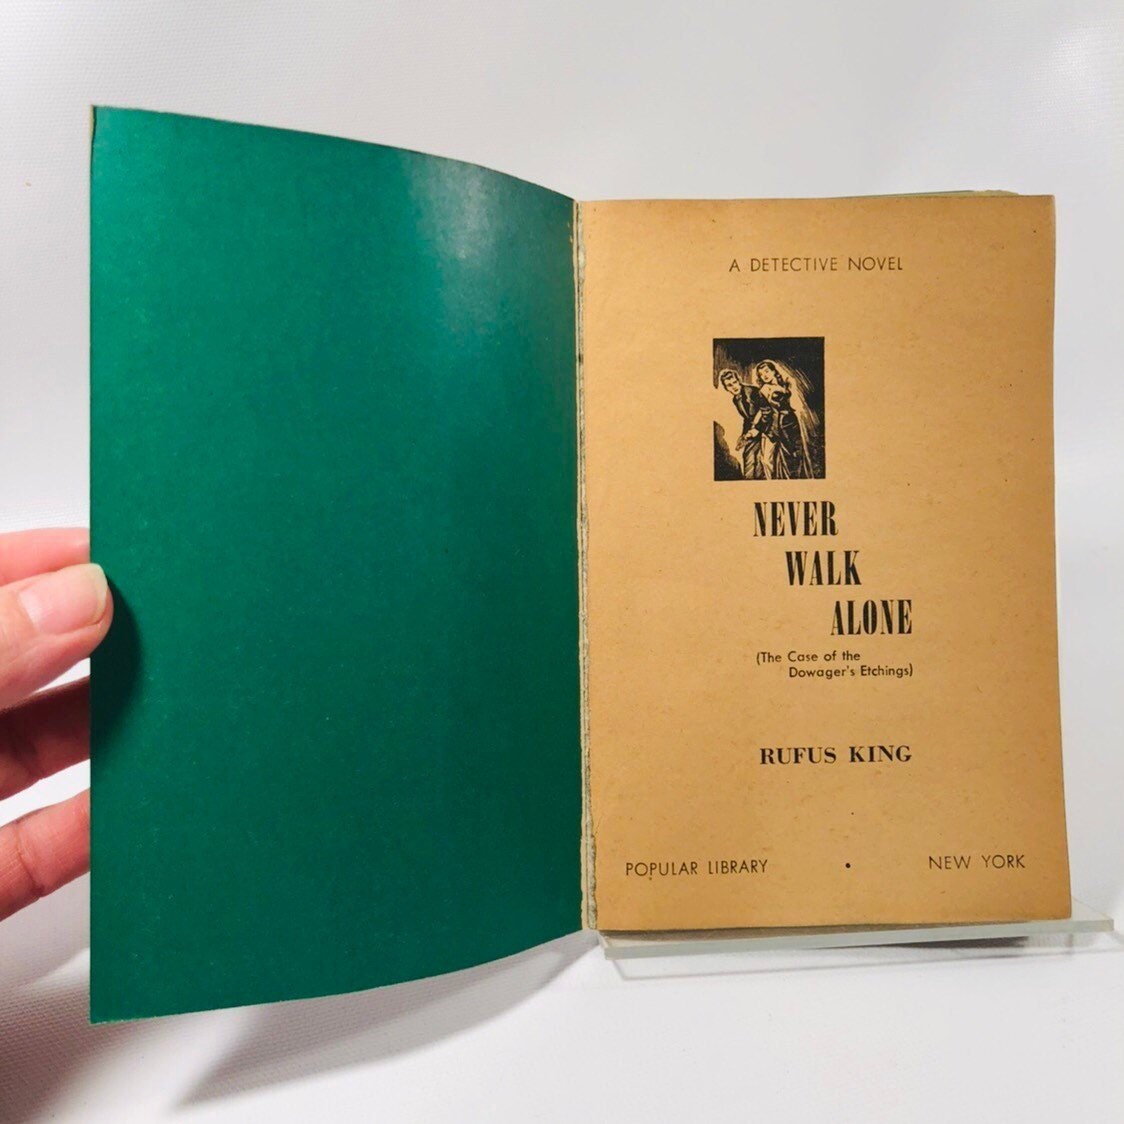 A DETECTIVE NOVEL
NEVER
WALK
ALONE
(The Case of the
Dowager's Etchings)
RUFUS KING
POPULAR LIBRARY • NEW YORK